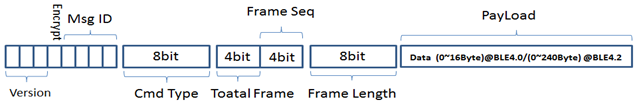 Encrypt
Msg ID
Frame Seq
PayLoad
8bit
4bit
4bit
8bit
Data (0~16Byte)@BLE4.0/(0~240Byte) @BLE4.2
Version
Cmd Type
Toatal Frame
Frame Length